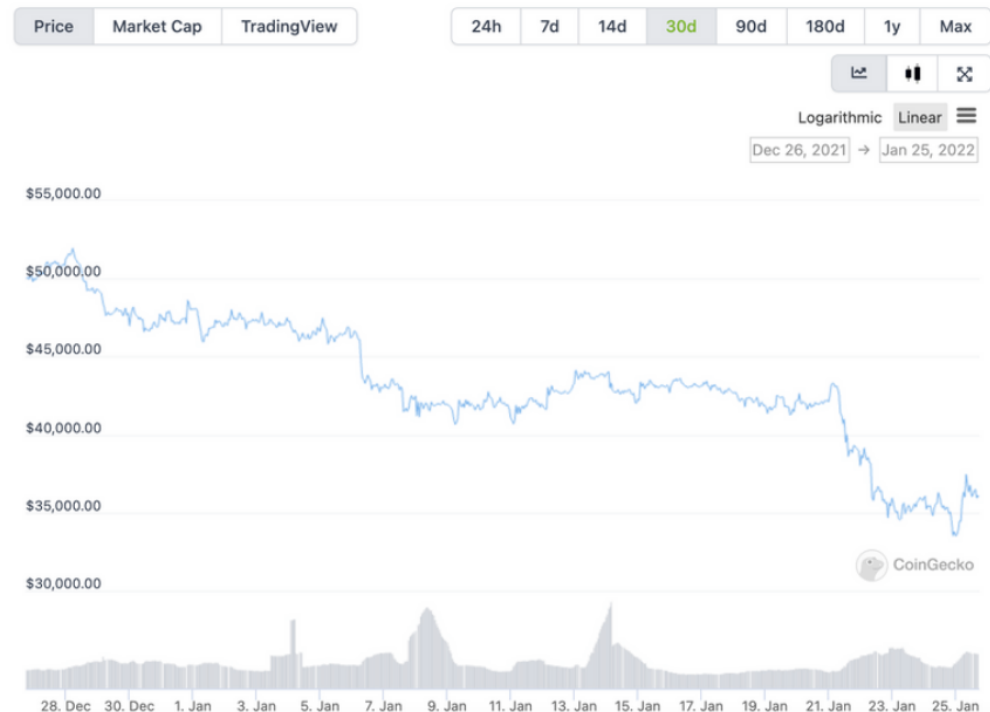 Price Market Cap TradingView 24h 7d 14d 30d 90d 180d 1y Max
Logarithmic Linear
Dec 26, 2021 → Jan 25, 2022
$55,000.00
$50,000.00
$45,000.00
$40,000.00
$35,000.00
CoinGecko
$30,000.00
28. Dec 30. Dec 1. Jan 3. Jan 5. Jan 7. Jan 9. Jan 11. Jan 13. Jan 15. Jan 17. Jan 19. Jan 21. Jan 23. Jan 25. Jan